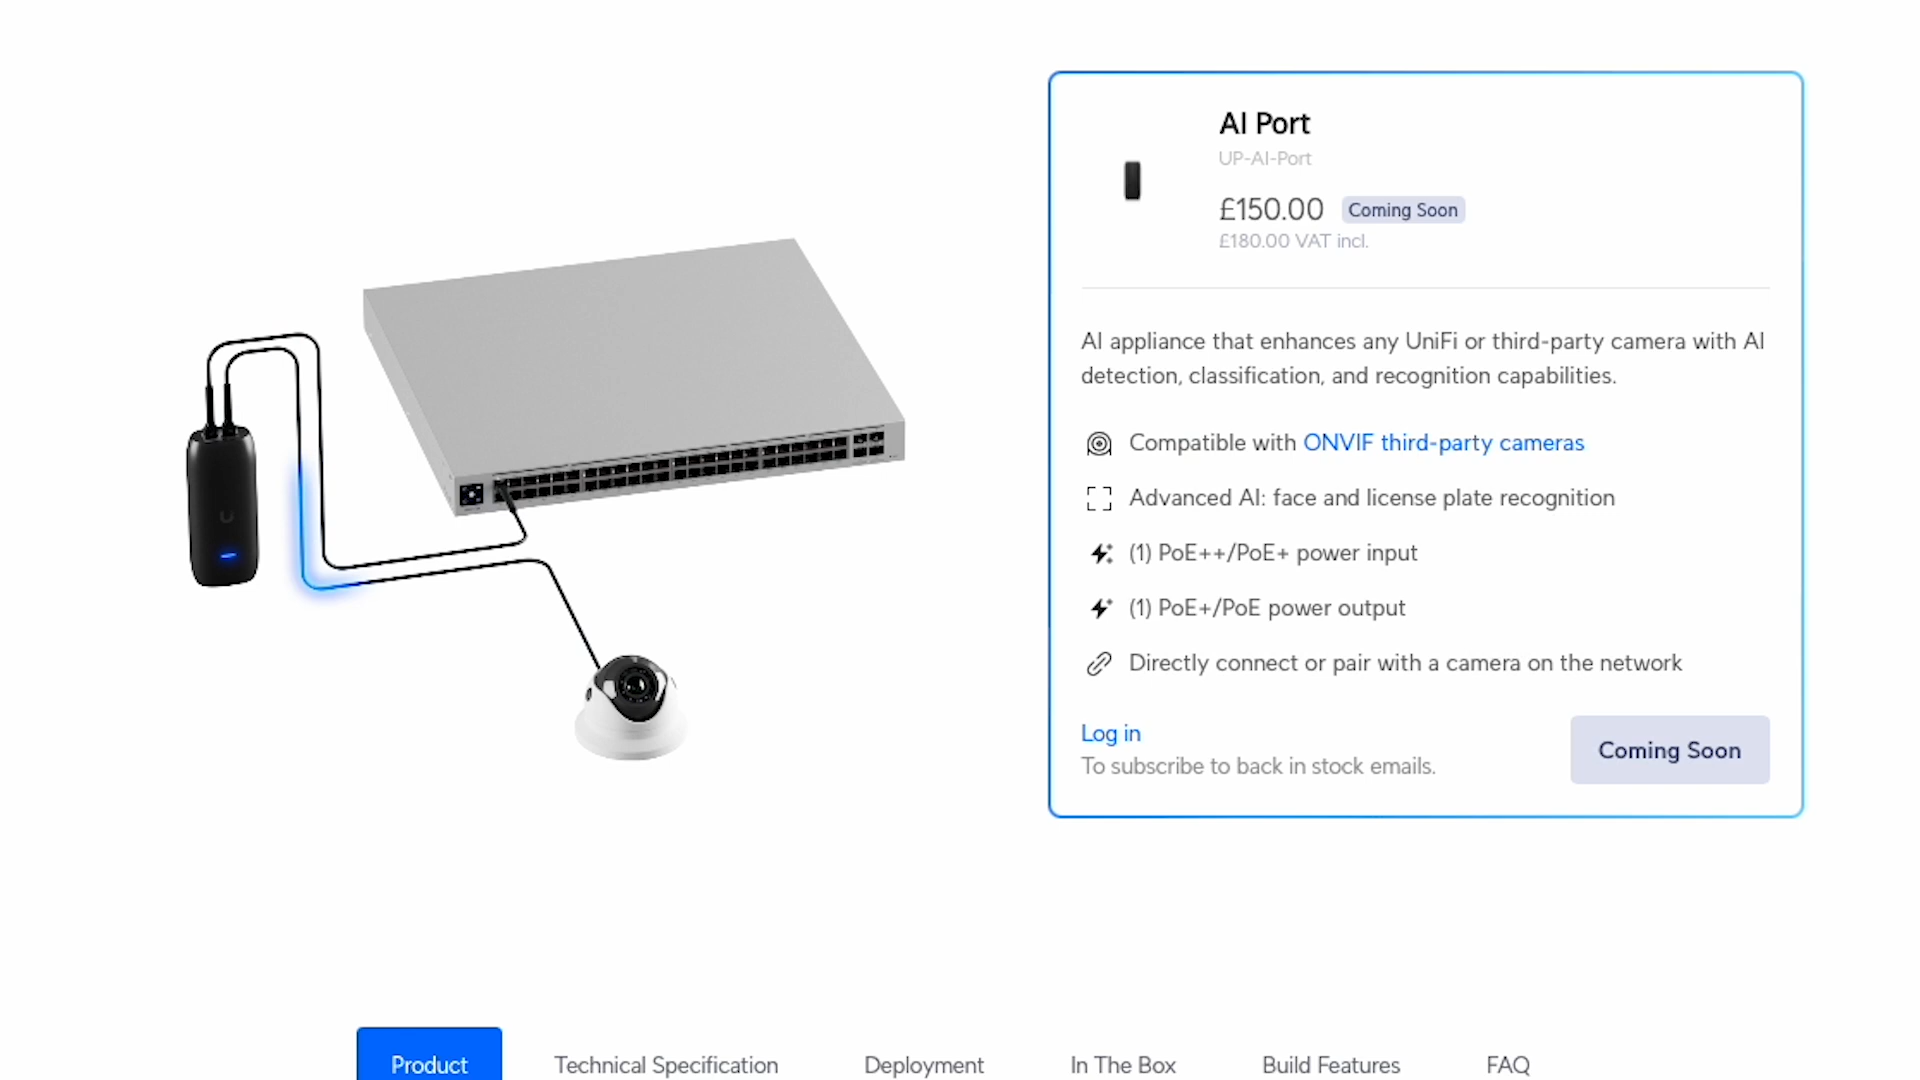 AI Port
UP-AI-Port
£150.00 Coming Soon
£180.00 VAT incl.
AI appliance that enhances any UniFi or third-party camera with AI
detection, classification, and recognition capabilities.
Compatible with ONVIF third-party cameras
Advanced AI: face and license plate recognition
(1) PoE++/PoE+ power input
(1) PoE+/PoE power output
Directly connect or pair with a camera on the network
Log in
To subscribe to back in stock emails.
Coming Soon
Product Technical Specification Deployment In The Box Build Features FAQ